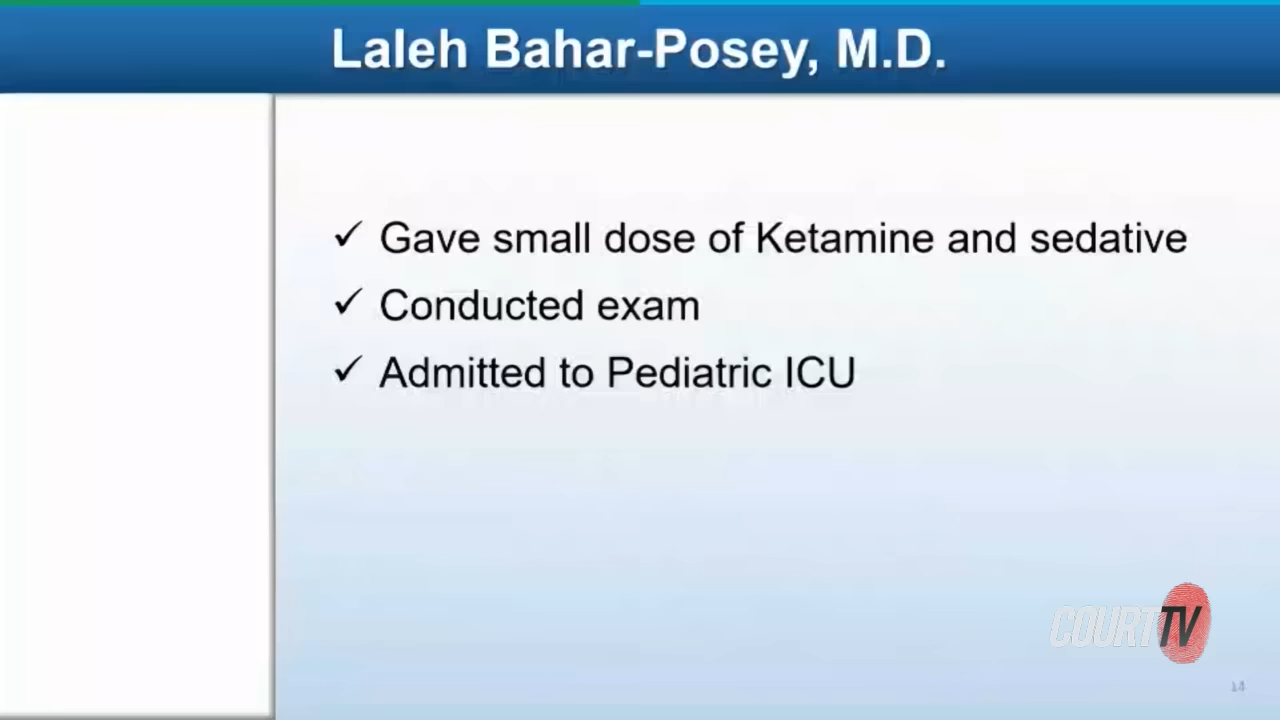 Laleh Bahar-Posey, M.D.
✓ Gave small dose of Ketamine and sedative
✓ Conducted exam
✓ Admitted to Pediatric ICU
COURT TV
14